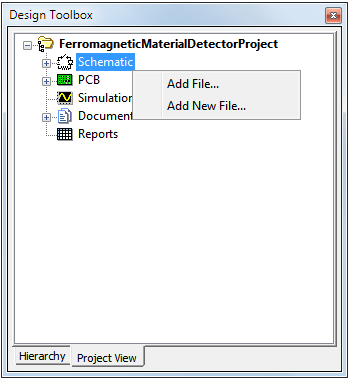 Design Toolbox
FerromagneticMaterialDetectorProject
Schematic
PCB
Add File...
Simulation
Add New File...
Document
Reports
Hierarchy
Project View